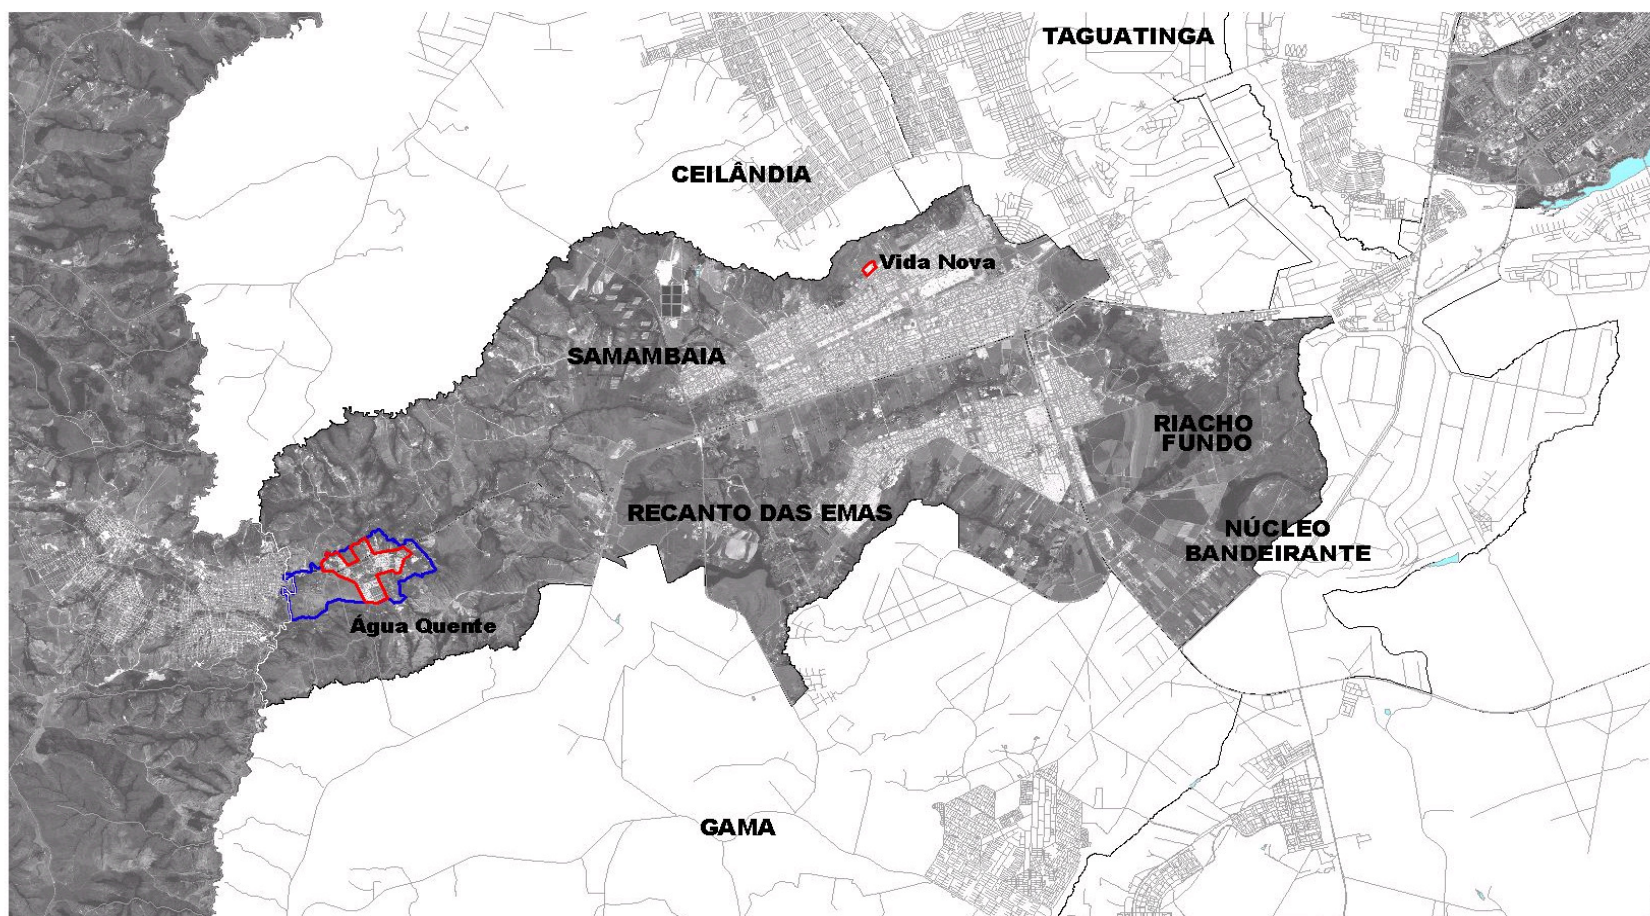 TAGUATINGA
CEILÂNDIA
Vida Nova
SAMAMBAIA
RIACHO
FUNDO
RECANTO DAS EMAS
NÚCLEO
BANDEIRANTE
Água Quente
GAMA